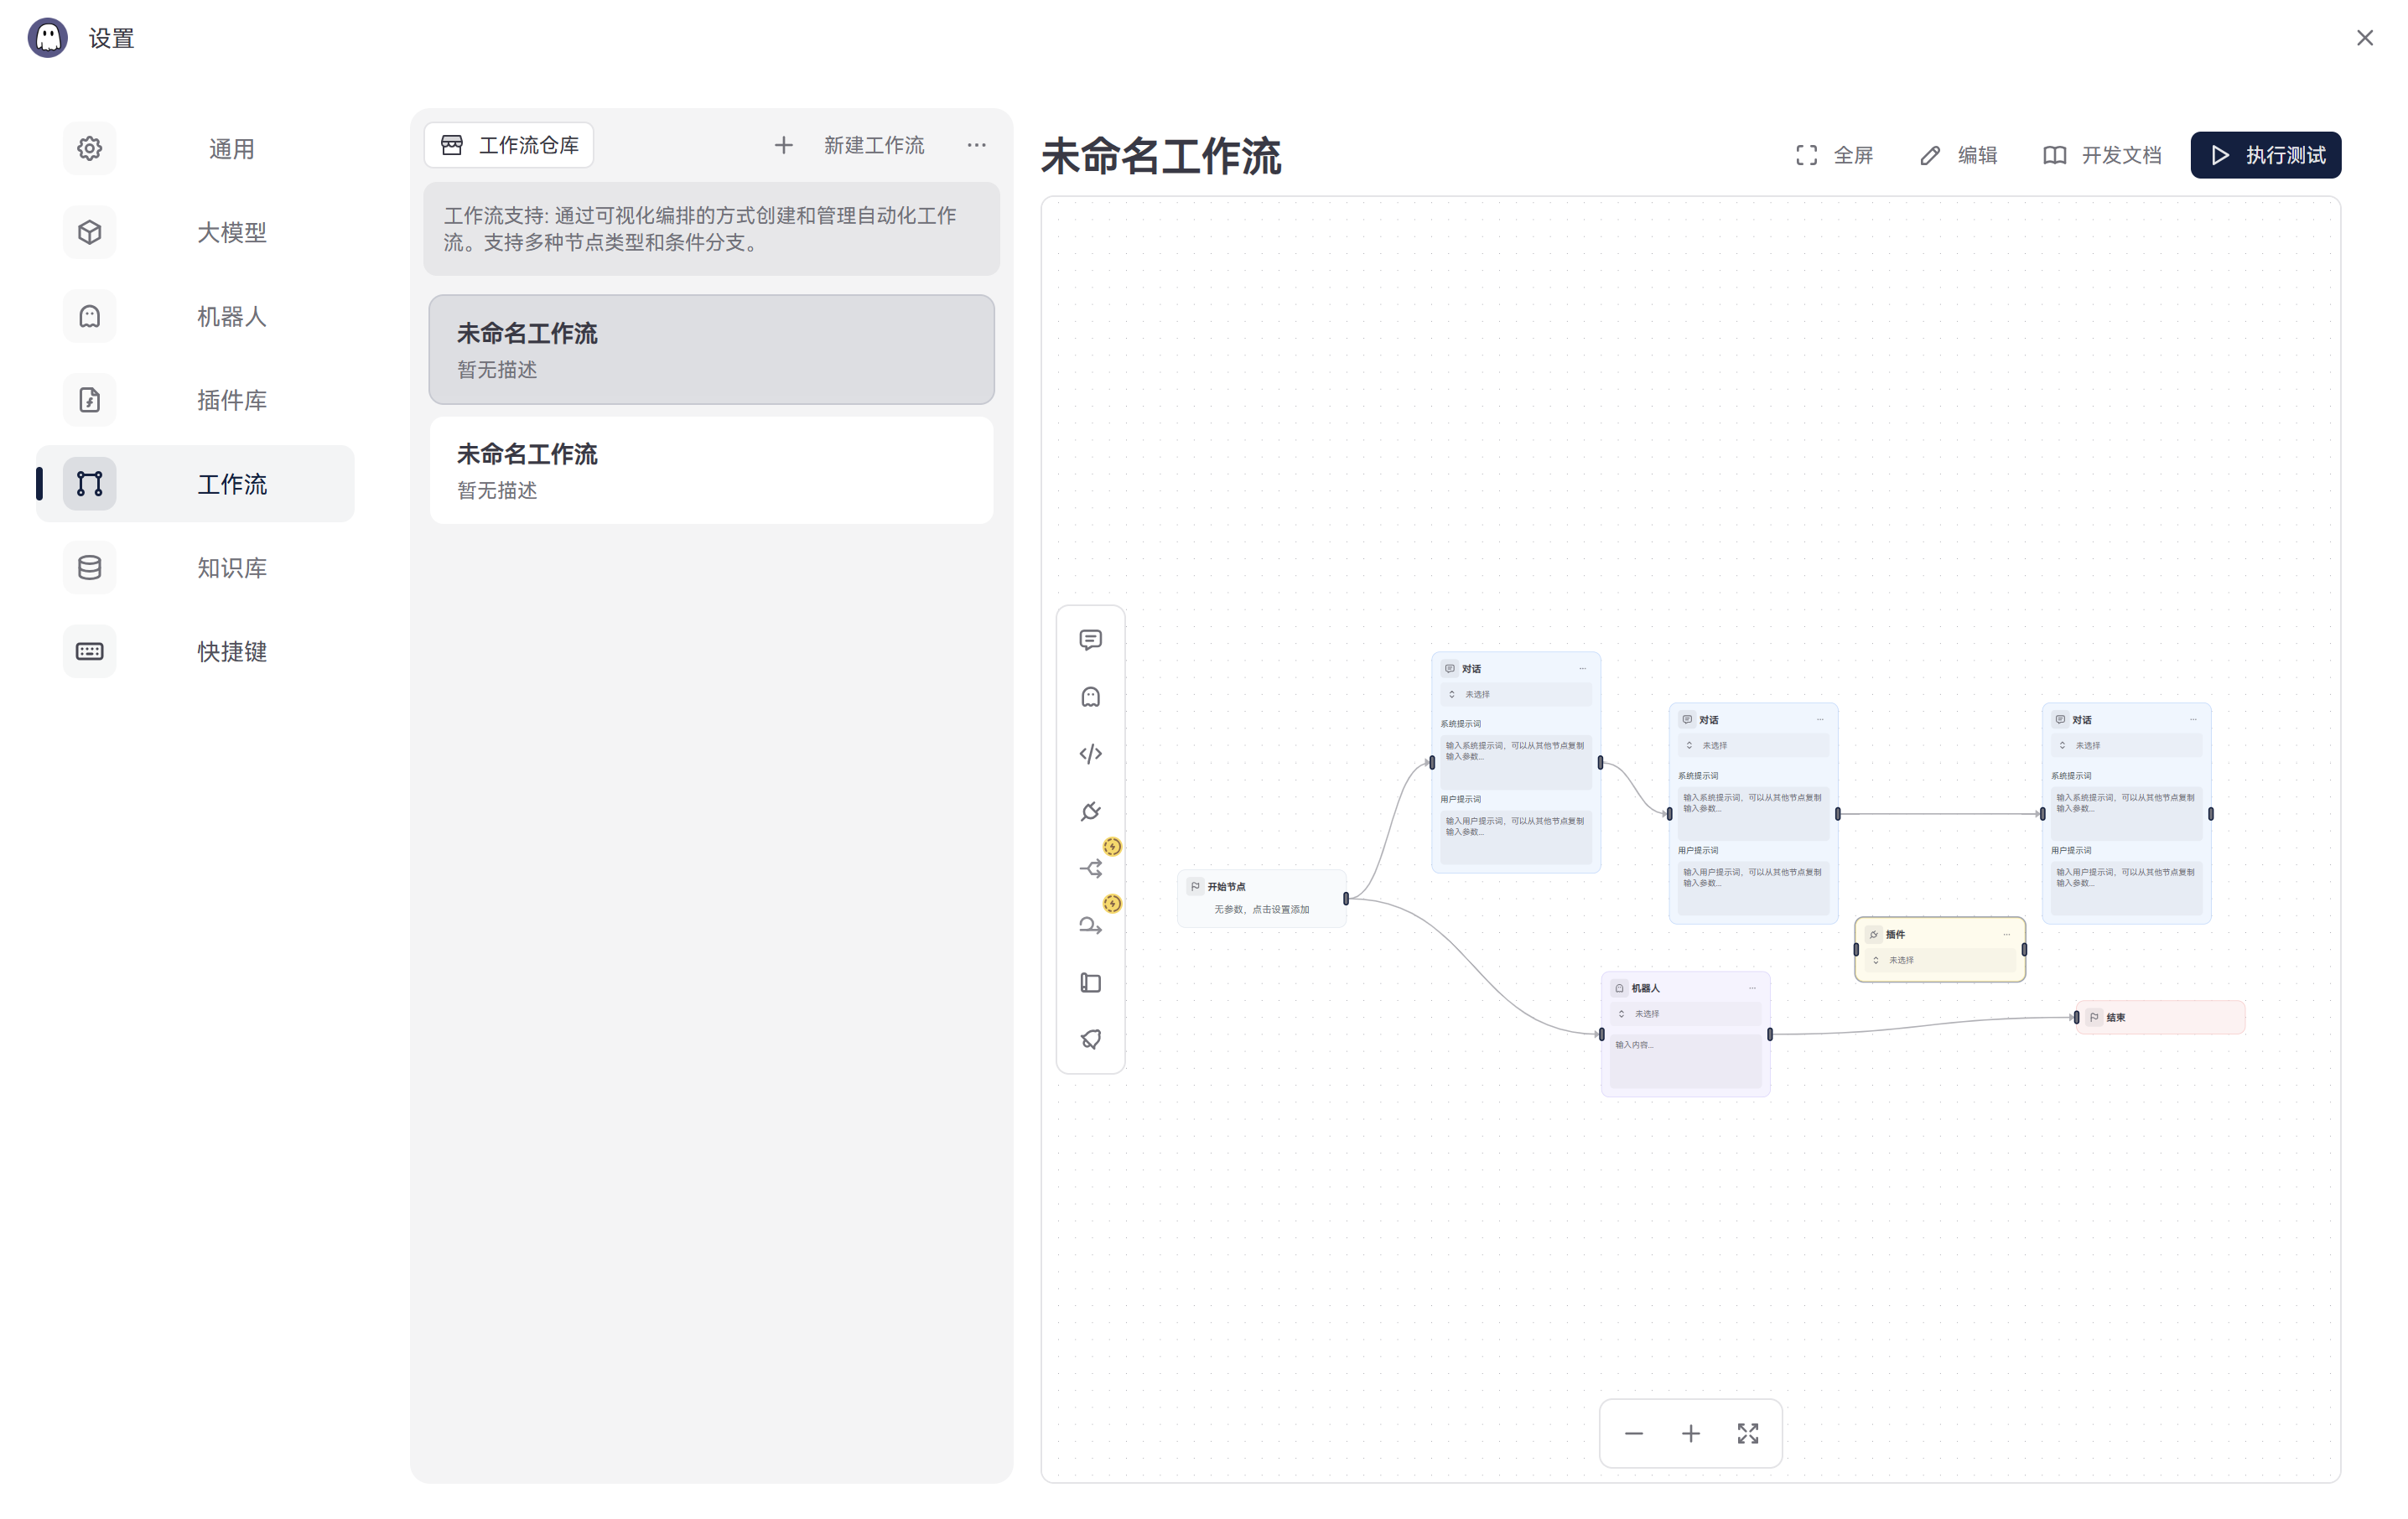 设置
通用
大模型
机器人
插件库
工作流
知识库
快捷键
工作流仓库
新建工作流
工作流支持: 通过可视化编排的方式创建和管理自动化工作
流。支持多种节点类型和条件分支。
未命名工作流
暂无描述
未命名工作流
暂无描述
未命名工作流
全屏
编辑
开发文档
执行测试
开始节点
无参数，点击设置添加
对话
未选择
系统提示词
输入系统提示词，可以从其他节点复制
输入参数...
用户提示词
输入用户提示词，可以从其他节点复制
输入参数...
对话
未选择
系统提示词
输入系统提示词，可以从其他节点复制
输入参数...
用户提示词
输入用户提示词，可以从其他节点复制
输入参数...
对话
未选择
系统提示词
输入系统提示词，可以从其他节点复制
输入参数...
用户提示词
输入用户提示词，可以从其他节点复制
输入参数...
插件
未选择
机器人
未选择
输入内容...
结束